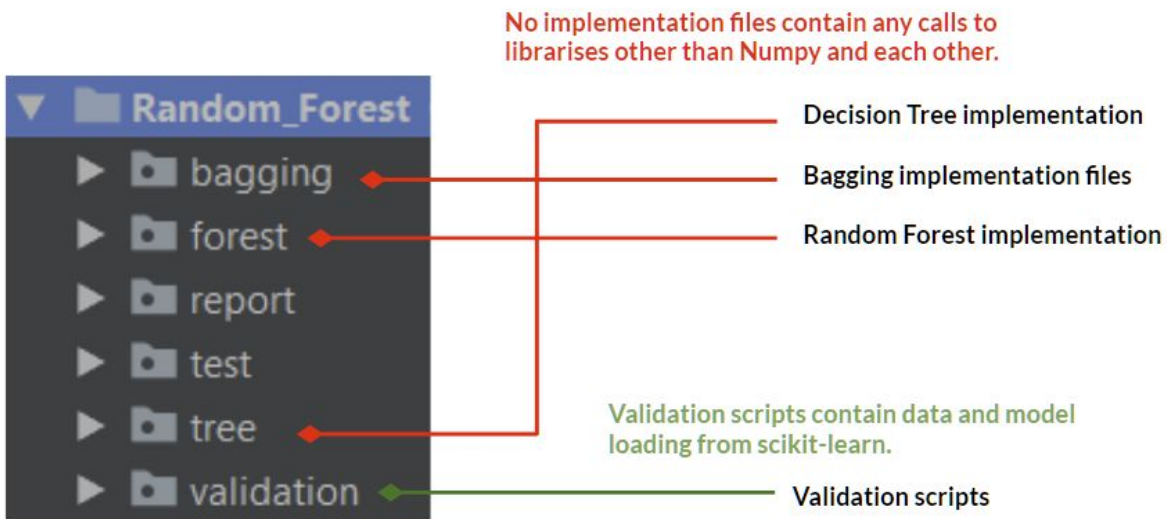 No implementation files contain any calls to
librarises other than Numpy and each other.
Random_Forest
bagging
forest
report
test
tree
validation
Decision Tree implementation
Bagging implementation files
Random Forest implementation
Validation scripts contain data and model
loading from scikit-learn.
Validation scripts